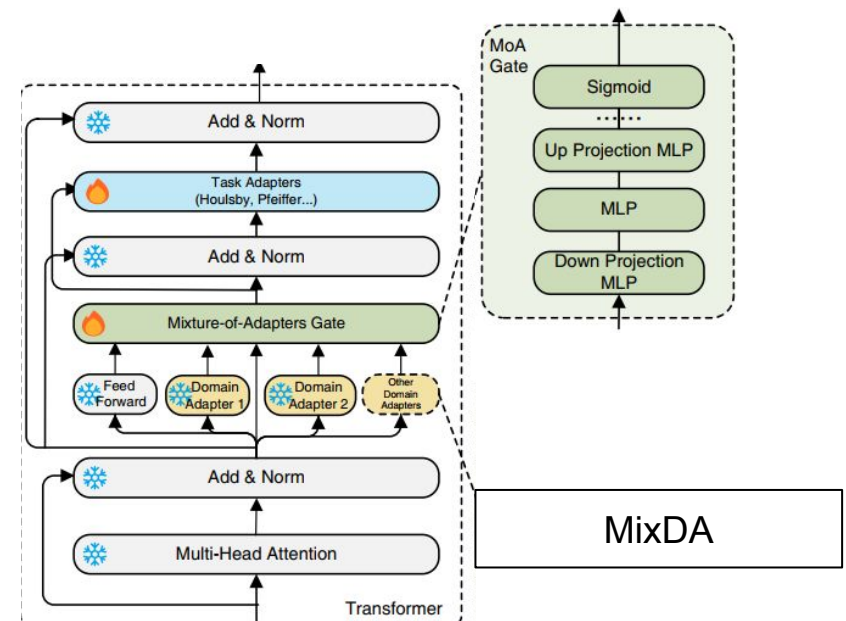 Add & Norm
Task Adapters
(Houlsby, Pfeiffer...)
Add & Norm
Mixture-of-Adapters Gate
Feed
Forward
Domain
Adapter 1
Domain
Adapter 2
Other
Domain
Adapters
Add & Norm
Multi-Head Attention
Transformer
MoA
Gate
Sigmoid
......
Up Projection MLP
MLP
Down Projection
MLP
MixDA